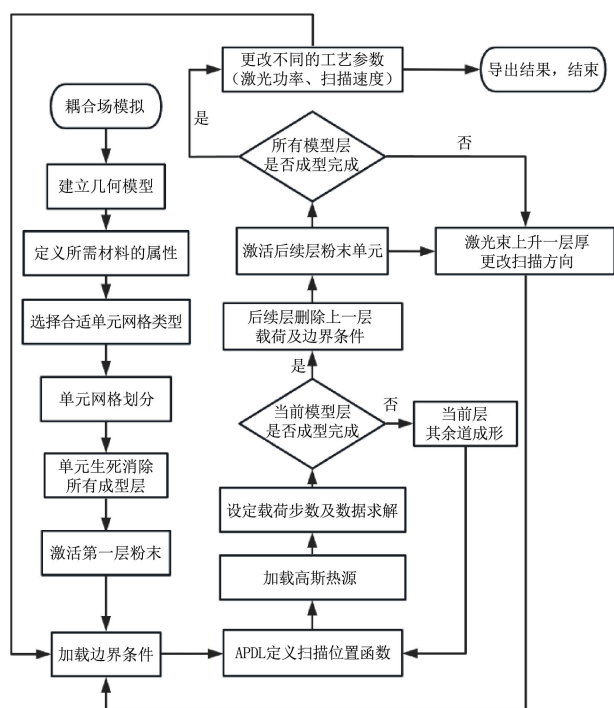 耦合场模拟
建立几何模型
定义所需材料的属性
选择合适单元网格类型
单元网格划分
单元生死消除
所有成型层
激活第一层粉末
加载边界条件
更改不同的工艺参数
（激光功率、扫描速度）
导出结果，结束
是
所有模型层
是否成型完成
否
激活后续层粉末单元
激光束上升一层厚
更改扫描方向
后续层删除上一层
载荷及边界条件
是
当前模型层
是否成型完成
否
当前层
其余道成形
设定载荷步数及数据求解
加载高斯热源
APDL定义扫描位置函数